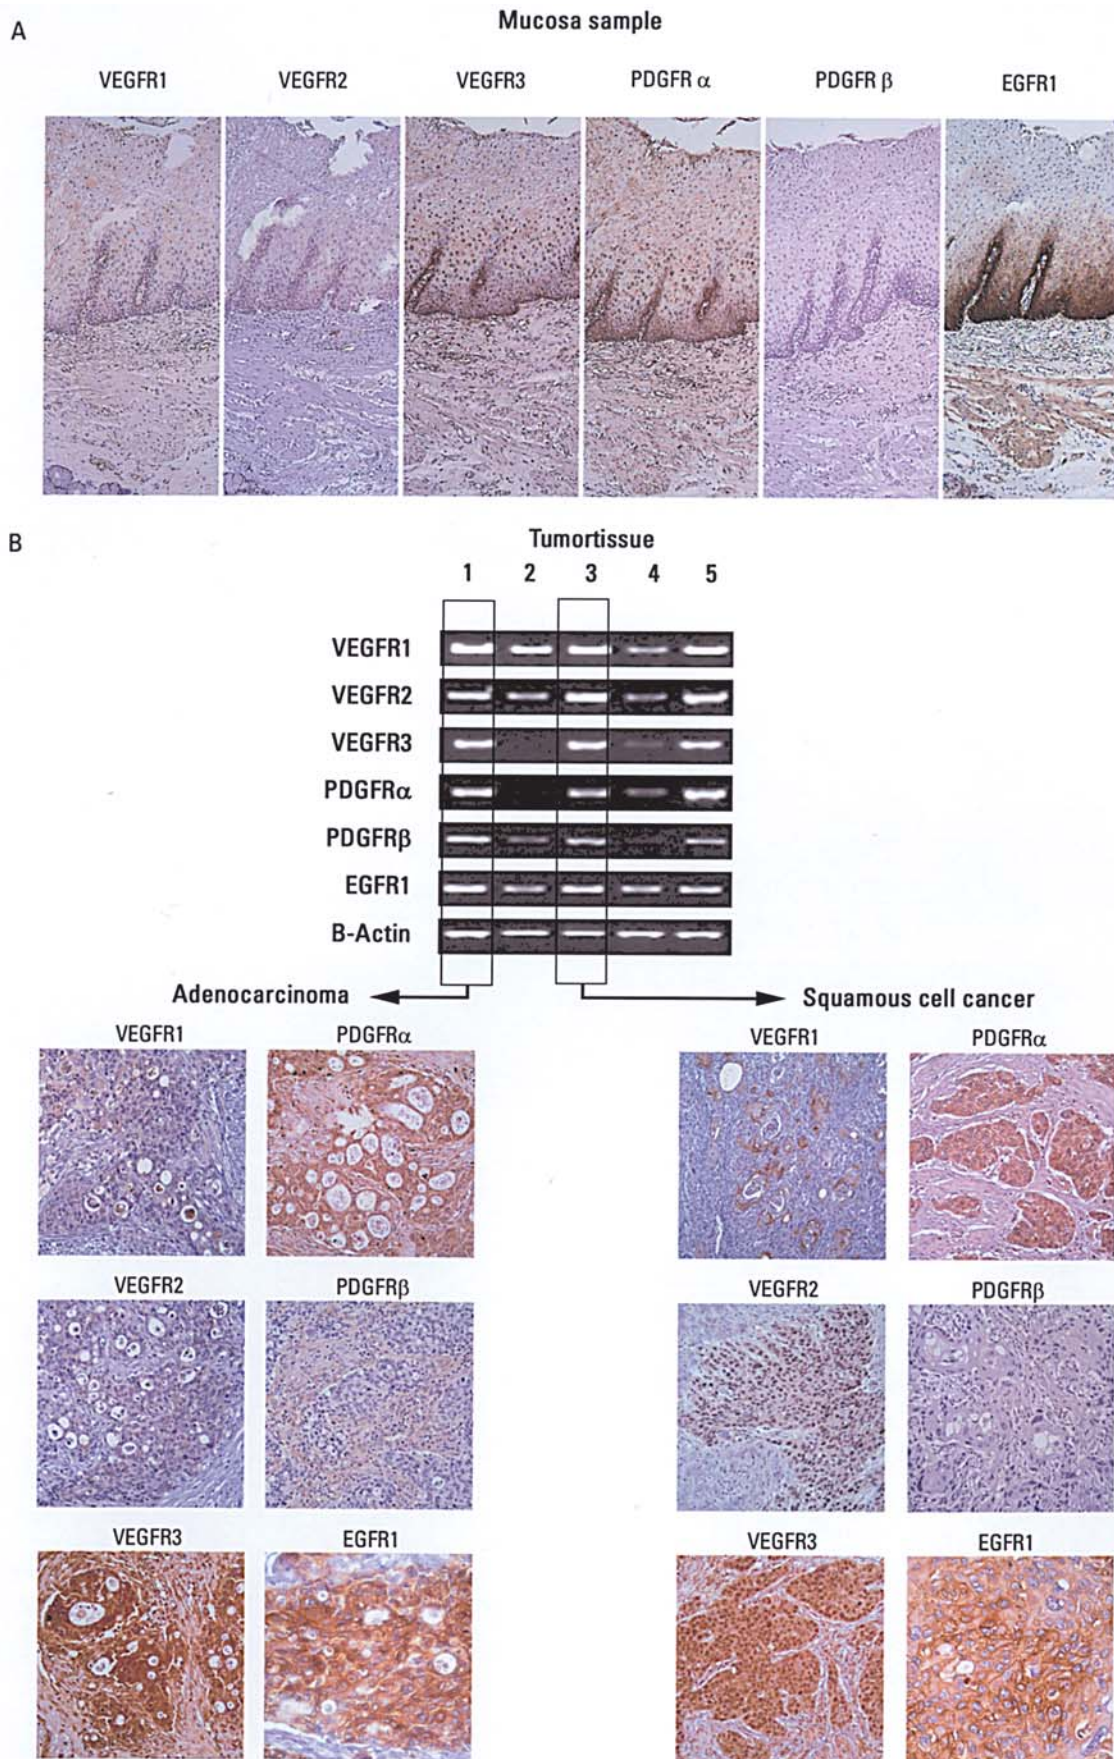 A
Mucosa sample
VEGFR1 VEGFR2 VEGFR3 PDGFR α PDGFR β EGFR1
B
Tumortissue
1 2 3 4 5
VEGFR1
VEGFR2
VEGFR3
PDGFRα
PDGFRβ
EGFR1
B-Actin
Adenocarcinoma
Squamous cell cancer
VEGFR1 PDGFRα
VEGFR1 PDGFRα
VEGFR2 PDGFRβ
VEGFR2 PDGFRβ
VEGFR3 EGFR1
VEGFR3 EGFR1